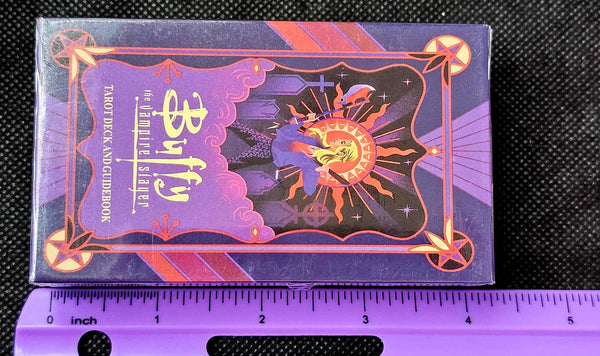 Buffy
the vampire slayer
TAROT DECK AND GUIDEBOOK
0 inch 1 2 3 4 5